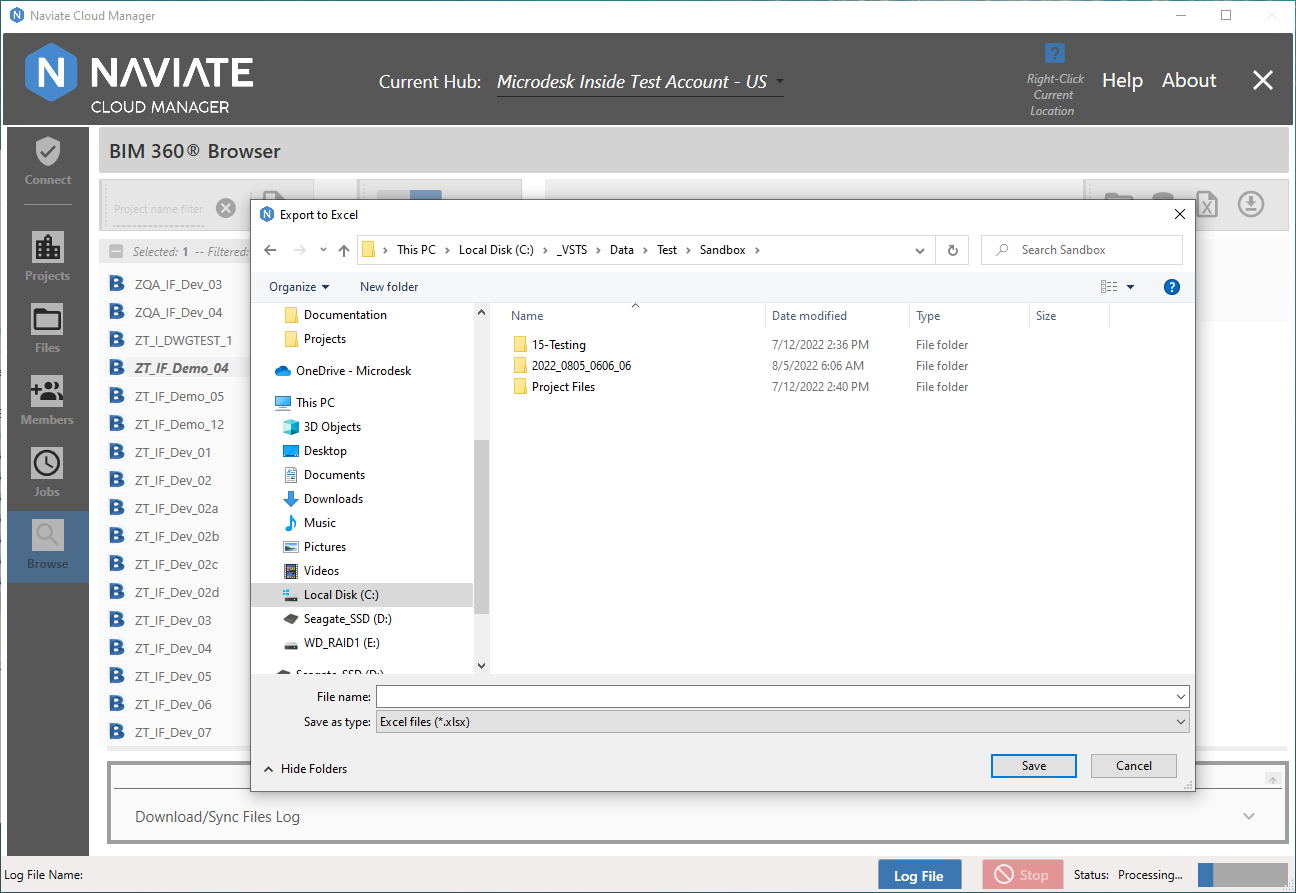 Naviate Cloud Manager
NAVIATE
CLOUD MANAGER
Current Hub: Microdesk Inside Test Account - US
?
Right-Click
Current
Location
Help
About
Connect
Projects
Files
Members
Jobs
Browse
BIM 360® Browser
Project name filter
Selected: 1 -- Filtered:
B ZQA_IF_Dev_03
B ZQA_IF_Dev_04
B ZT_I_DWGTEST_1
B ZT_IF_Demo_04
B ZT_IF_Demo_05
B ZT_IF_Demo_12
B ZT_IF_Dev_01
B ZT_IF_Dev_02
B ZT_IF_Dev_02a
B ZT_IF_Dev_02b
B ZT_IF_Dev_02c
B ZT_IF_Dev_02d
B ZT_IF_Dev_03
B ZT_IF_Dev_04
B ZT_IF_Dev_05
B ZT_IF_Dev_06
B ZT_IF_Dev_07
Export to Excel
This PC > Local Disk (C:) > _VSTS > Data > Test > Sandbox >
Search Sandbox
Organize
New folder
?
Documentation
Projects
OneDrive - Microdesk
This PC
3D Objects
Desktop
Documents
Downloads
Music
Pictures
Videos
Local Disk (C:)
Seagate_SSD (D:)
WD_RAID1 (E:)
Seagate_SSD (D:)
Name Date modified Type Size
15-Testing 7/12/2022 2:36 PM File folder
2022_0805_0606_06 8/5/2022 6:06 AM File folder
Project Files 7/12/2022 2:40 PM File folder
File name:
Save as type: Excel files (*.xlsx)
Hide Folders
Save
Cancel
Download/Sync Files Log
Log File Name:
Log File
Stop
Status: Processing...